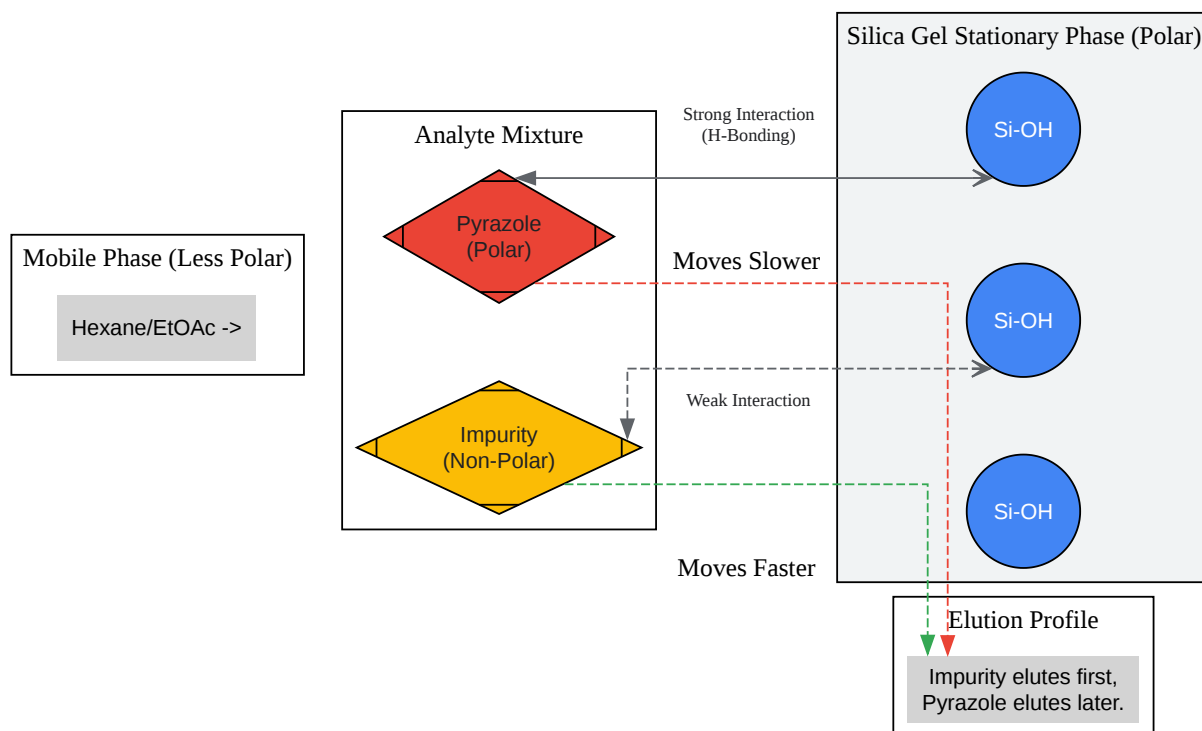 Silica Gel Stationary Phase (Polar)
Si-OH
Si-OH
Si-OH
Strong Interaction
(H-Bonding)
Analyte Mixture
Pyrazole
(Polar)
Mobile Phase (Less Polar)
Hexane/EtOAc ->
Moves Slower
Weak Interaction
Impurity
(Non-Polar)
Moves Faster
Elution Profile
Impurity elutes first,
Pyrazole elutes later.